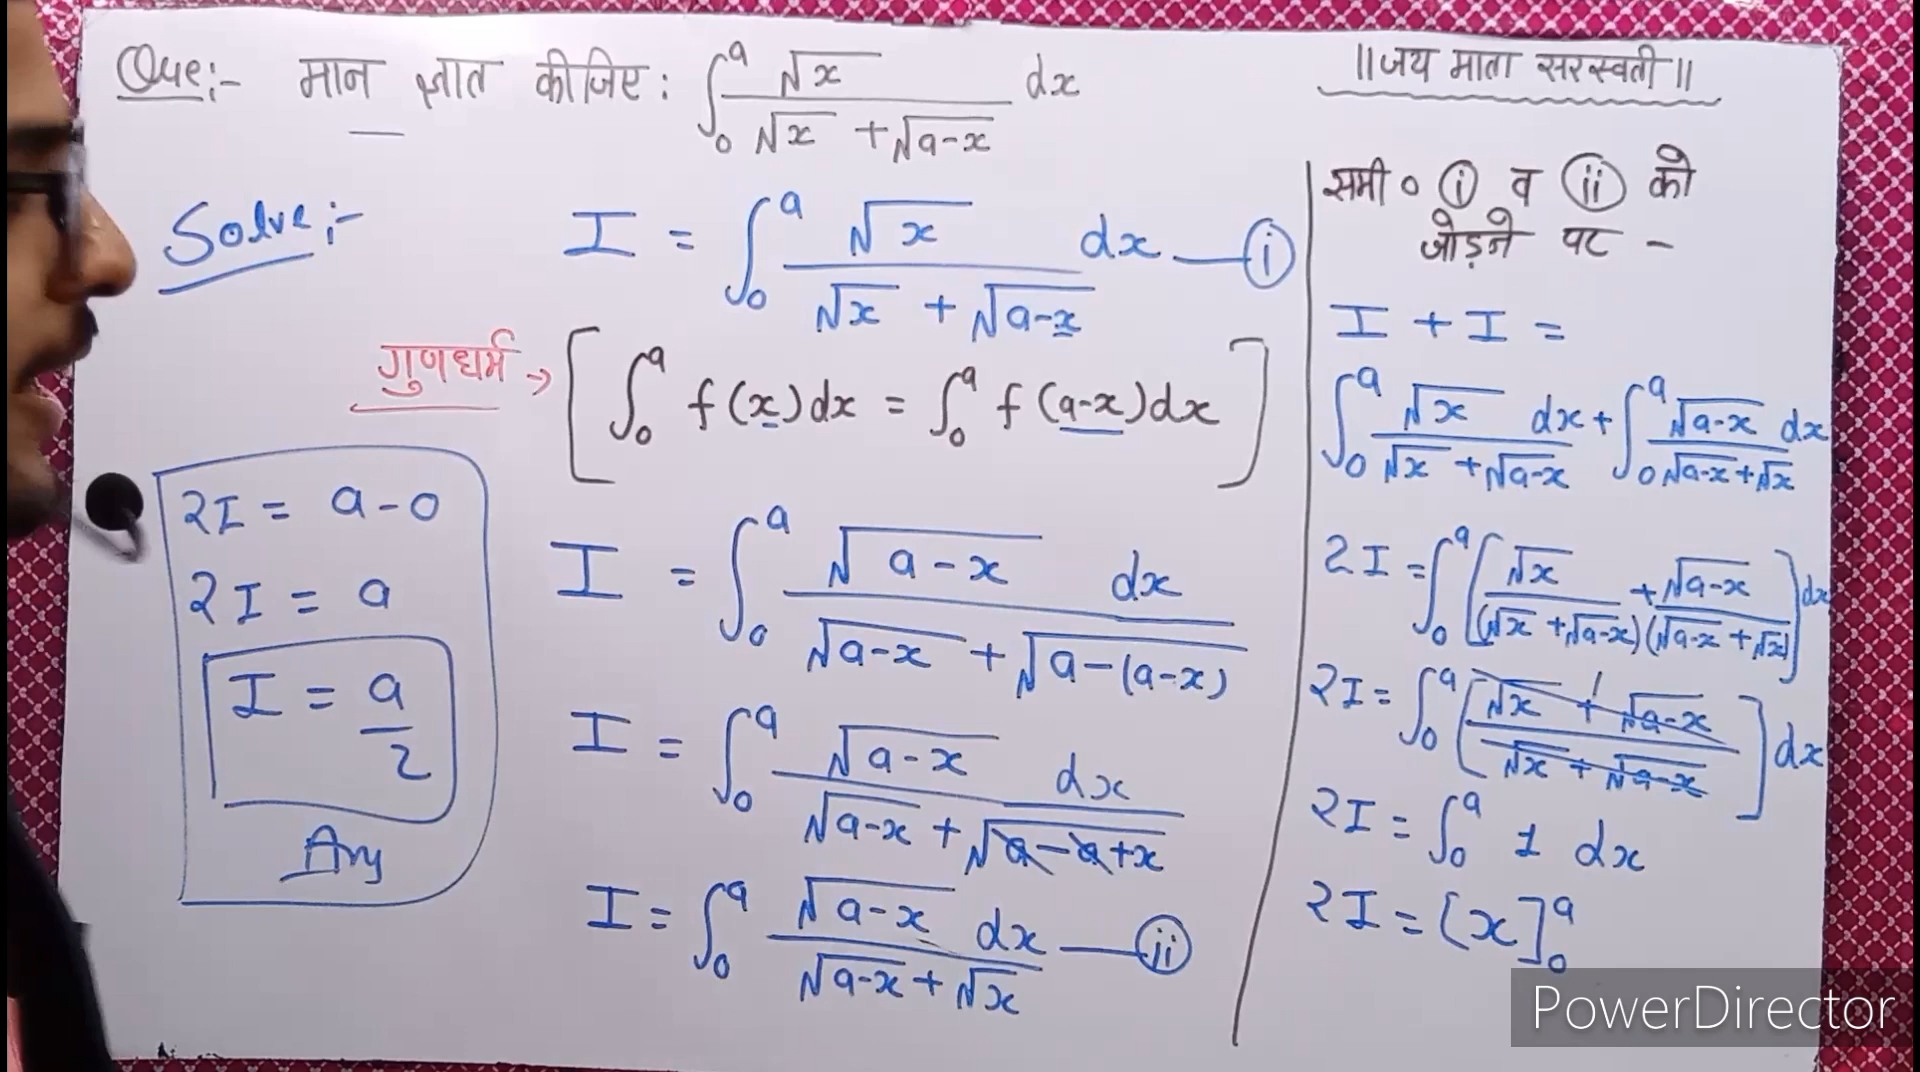 Que:- मान ज्ञात कीजिए: ∫₀ᵃ √x / (√x + √(a-x)) dx
Solve:- I = ∫₀ᵃ √x / (√x + √(a-x)) dx —(i)
गुणधर्म → [∫₀ᵃ f(x)dx = ∫₀ᵃ f(a-x)dx]
I = ∫₀ᵃ √(a-x) dx / (√(a-x) + √(a-(a-x)))
I = ∫₀ᵃ √(a-x) dx / (√(a-x) + √(a-a+x))
I = ∫₀ᵃ √(a-x) dx / (√(a-x) + √x) —(ii)
॥जय माता सरस्वती॥
समी० (i) व (ii) को
जोड़ने पर -
I + I =
∫₀ᵃ √x / (√x + √(a-x)) dx + ∫₀ᵃ √(a-x) / (√(a-x) + √x) dx
2I = ∫₀ᵃ [√x / (√x + √(a-x)) + √(a-x) / (√(a-x) + √x)] dx
2I = ∫₀ᵃ [(√x + √(a-x)) / (√x + √(a-x))] dx
2I = ∫₀ᵃ 1 dx
2I = [x]₀ᵃ
2I = a-0
2I = a
I = a/2
Ans
PowerDirector